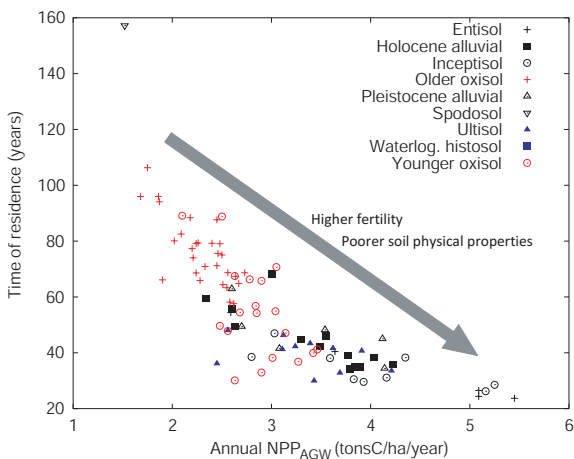 160
140
120
100
80
60
40
20
1
2
3
4
5
6
Time of residence (years)
Annual NPP_AGW (tonsC/ha/year)
Entisol
Holocene alluvial
Inceptisol
Older oxisol
Pleistocene alluvial
Spodosol
Ultisol
Waterlog. histosol
Younger oxisol
Higher fertility
Poorer soil physical properties